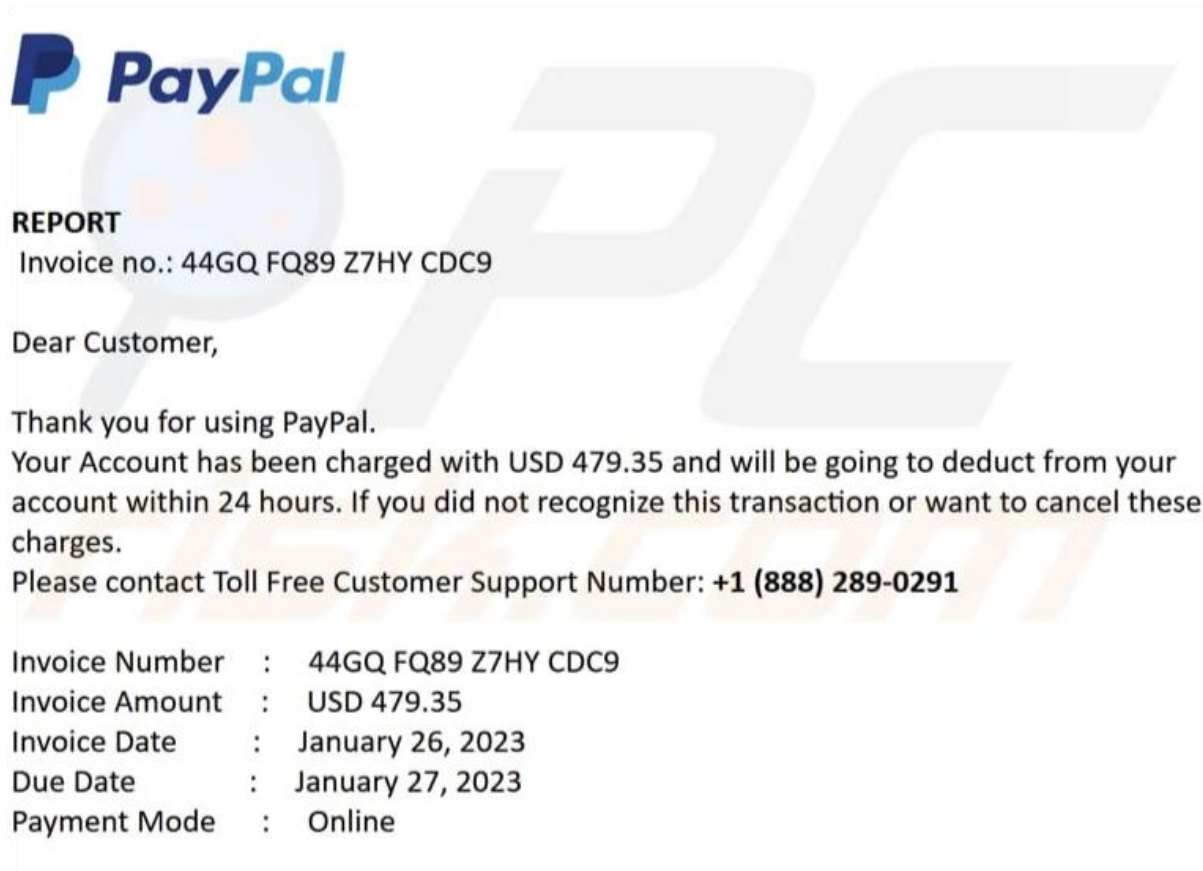 PayPal
REPORT
Invoice no.: 44GQ FQ89 Z7HY CDC9
Dear Customer,
Thank you for using PayPal.
Your Account has been charged with USD 479.35 and will be going to deduct from your
account within 24 hours. If you did not recognize this transaction or want to cancel these
charges.
Please contact Toll Free Customer Support Number: +1 (888) 289-0291
Invoice Number : 44GQ FQ89 Z7HY CDC9
Invoice Amount : USD 479.35
Invoice Date : January 26, 2023
Due Date : January 27, 2023
Payment Mode : Online
PC
risk.com